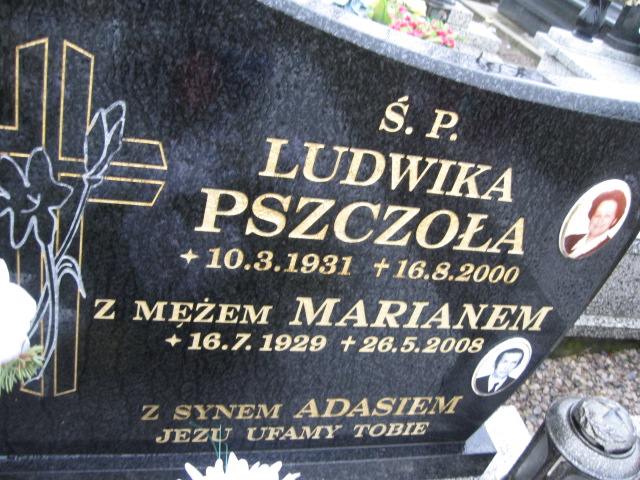 Ś. P.
LUDWIKA
PSZCZOŁA
✦ 10.3.1931 ✝ 16.8.2000
Z MĘŻEM MARIANEM
✦ 16.7.1929 ✝ 26.5.2008
Z SYNEM ADASIEM
JEZU UFAMY TOBIE